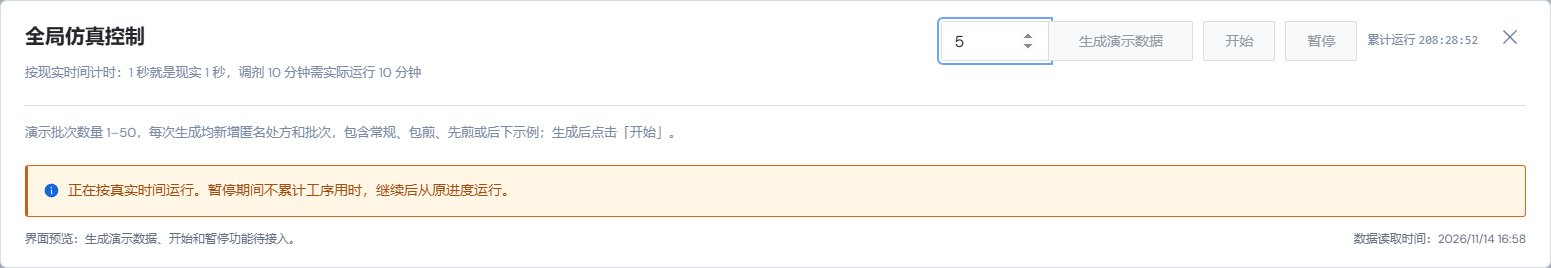 全局仿真控制
5
生成演示数据
开始
暂停
累计运行 208:28:52
按现实时间计时：1 秒就是现实 1 秒，调剂 10 分钟需实际运行 10 分钟
演示批次数量 1–50，每次生成均新增匿名处方和批次，包含常规、包煎、先煎或后下示例；生成后点击「开始」。
正在按真实时间运行。暂停期间不累计工序用时，继续后从原进度运行。
界面预览：生成演示数据、开始和暂停功能待接入。
数据读取时间：2026/11/14 16:58